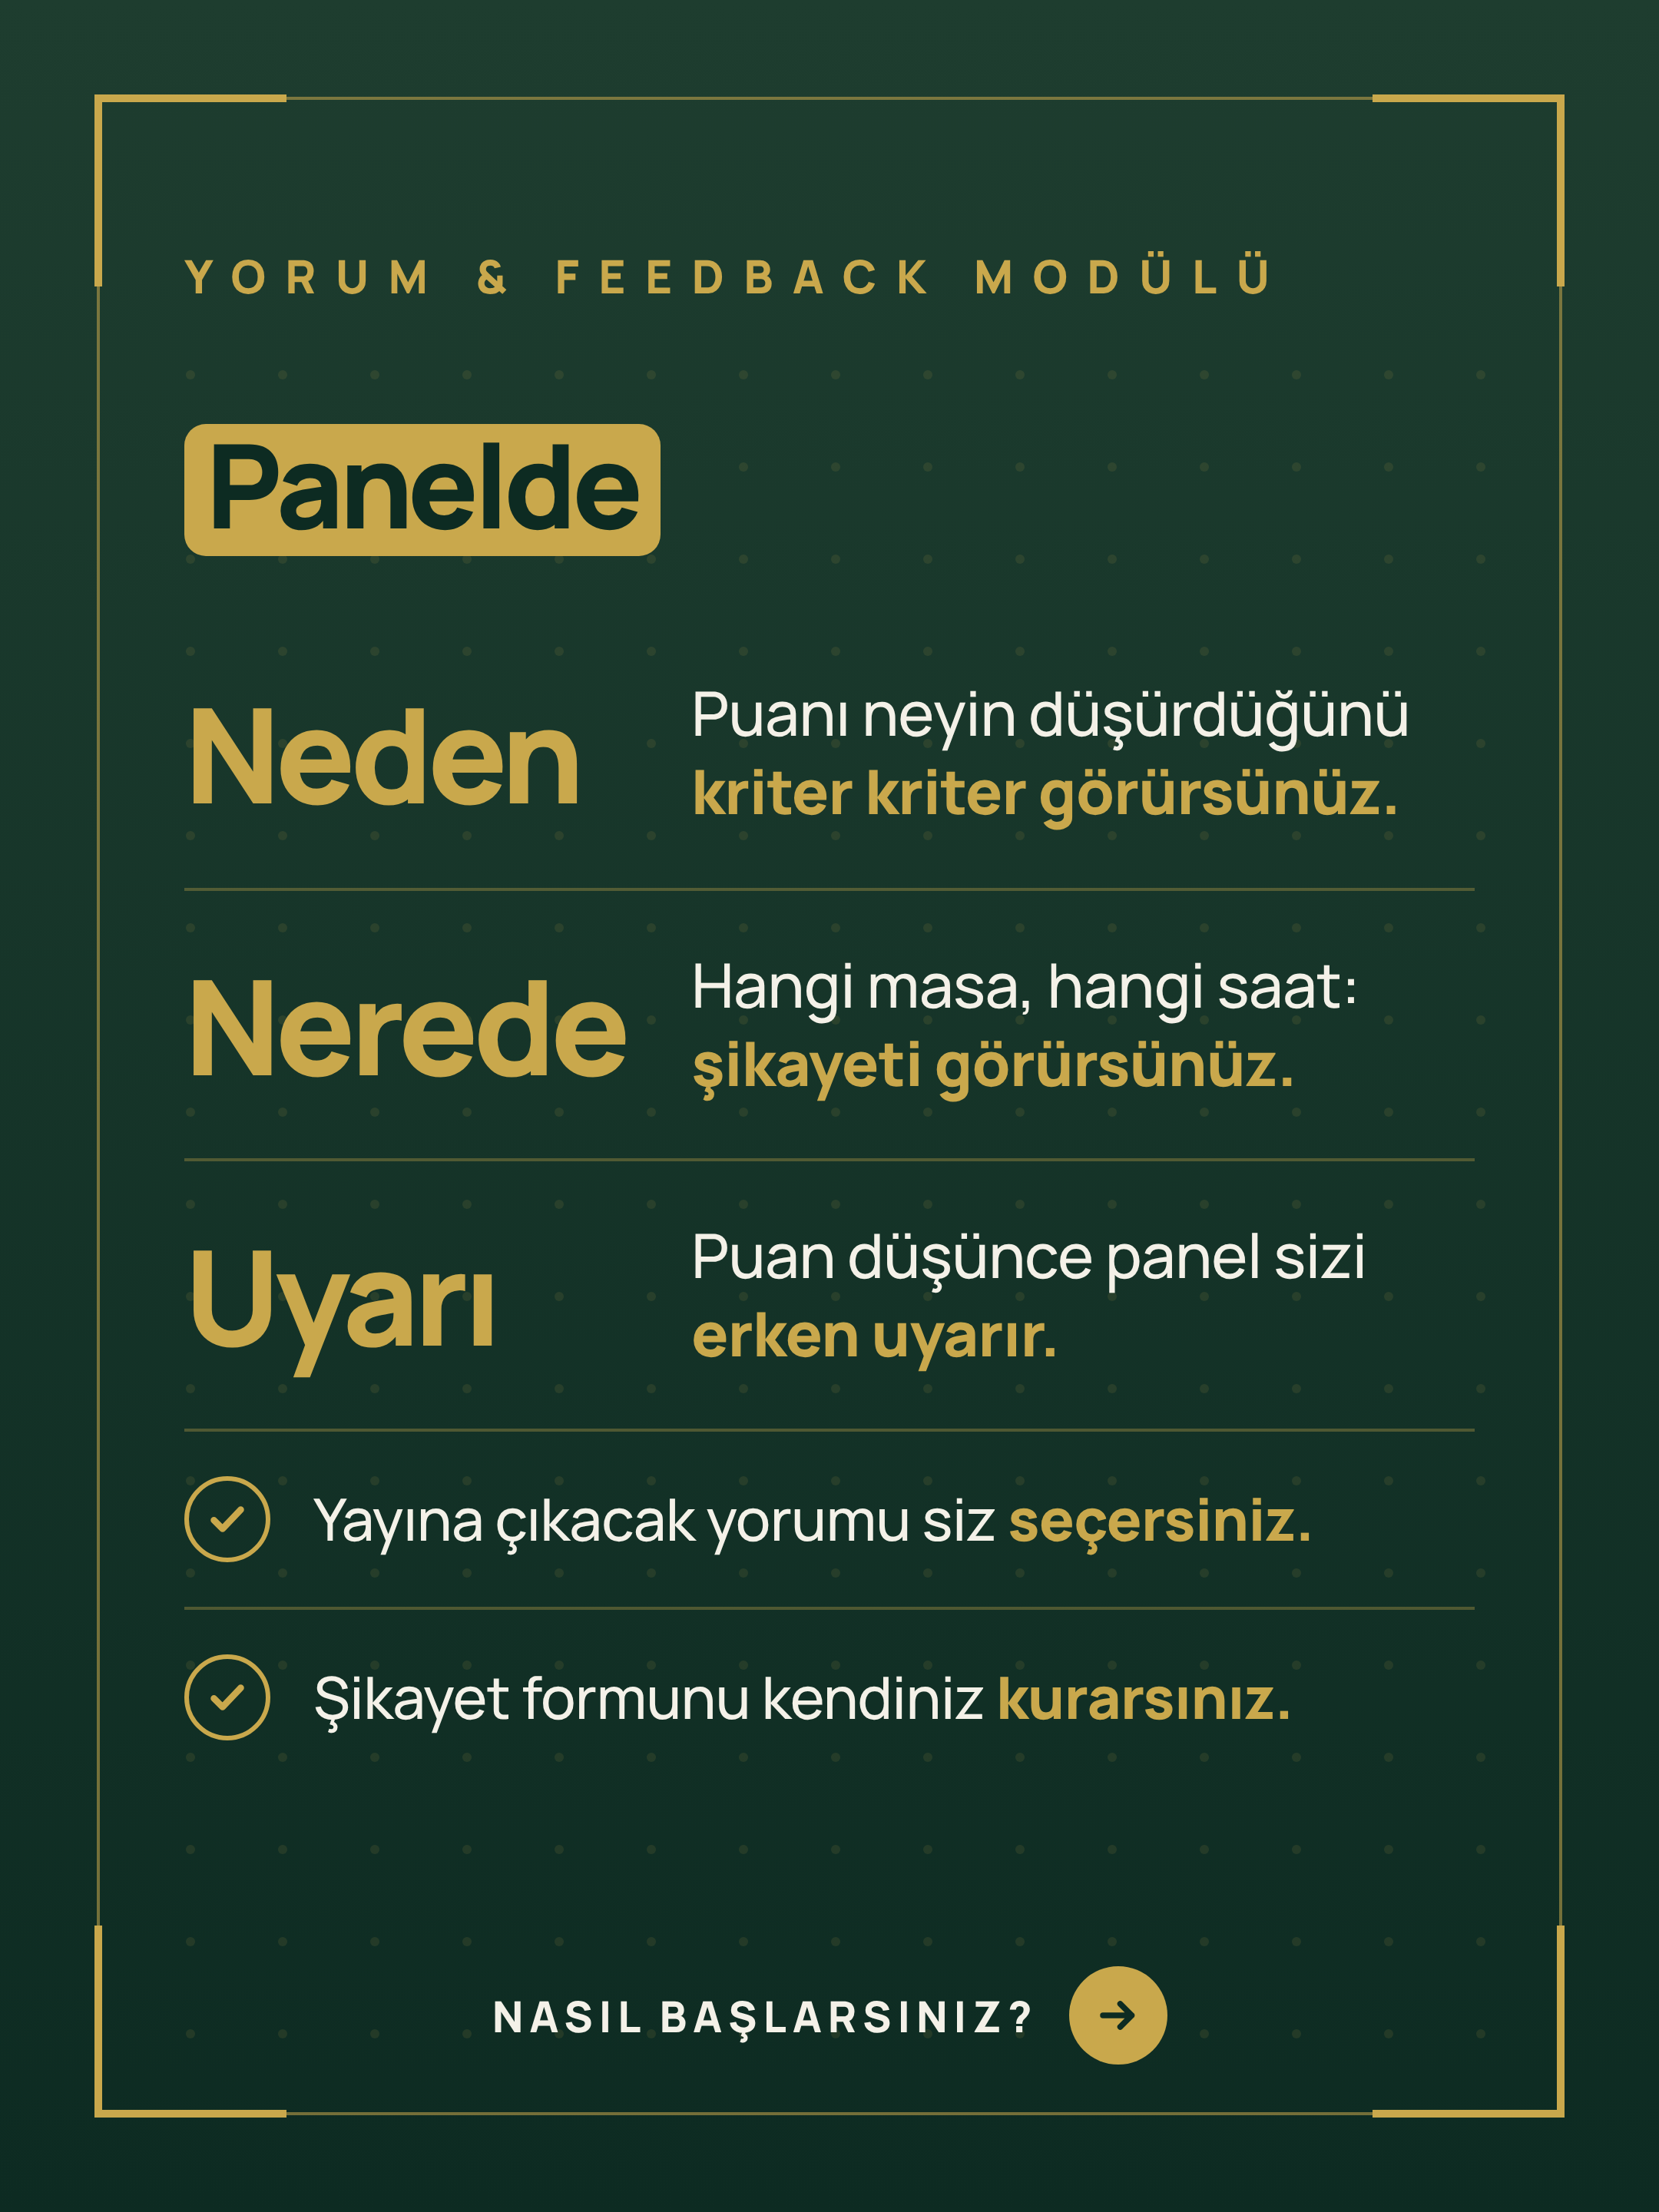 YORUM & FEEDBACK MODÜLÜ
Panelde
Neden
Puanı neyin düşürdüğünü
kriter kriter görürsünüz.
Nerede
Hangi masa, hangi saat:
şikayeti görürsünüz.
Uyarı
Puan düşünce panel sizi
erken uyarır.
Yayına çıkacak yorumu siz seçersiniz.
Şikayet formunu kendiniz kurarsınız.
NASIL BAŞLARSINIZ?